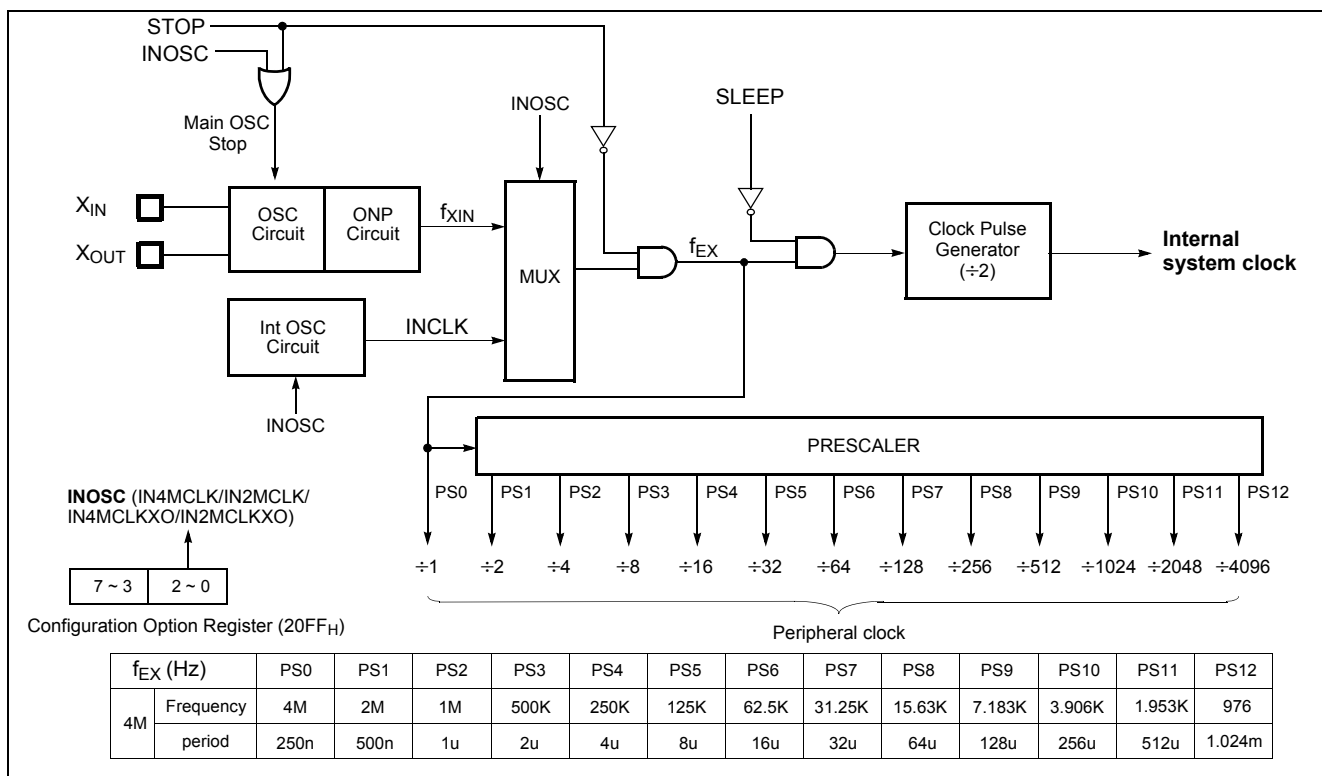 STOP
INOSC
Main OSC
Stop
INOSC
SLEEP
XIN
XOUT
OSC
Circuit
ONP
Circuit
fXIN
MUX
fEX
Clock Pulse
Generator
(÷2)
Internal
system clock
Int OSC
Circuit
INCLK
INOSC
PRESCALER
PS0 PS1 PS2 PS3 PS4 PS5 PS6 PS7 PS8 PS9 PS10 PS11 PS12
÷1 ÷2 ÷4 ÷8 ÷16 ÷32 ÷64 ÷128 ÷256 ÷512 ÷1024 ÷2048 ÷4096
Peripheral clock
INOSC (IN4MCLK/IN2MCLK/
IN4MCLKXO/IN2MCLKXO)
7 ~ 3 2 ~ 0
Configuration Option Register (20FFH)
fEX (Hz) PS0 PS1 PS2 PS3 PS4 PS5 PS6 PS7 PS8 PS9 PS10 PS11 PS12
4M Frequency 4M 2M 1M 500K 250K 125K 62.5K 31.25K 15.63K 7.183K 3.906K 1.953K 976
period 250n 500n 1u 2u 4u 8u 16u 32u 64u 128u 256u 512u 1.024m